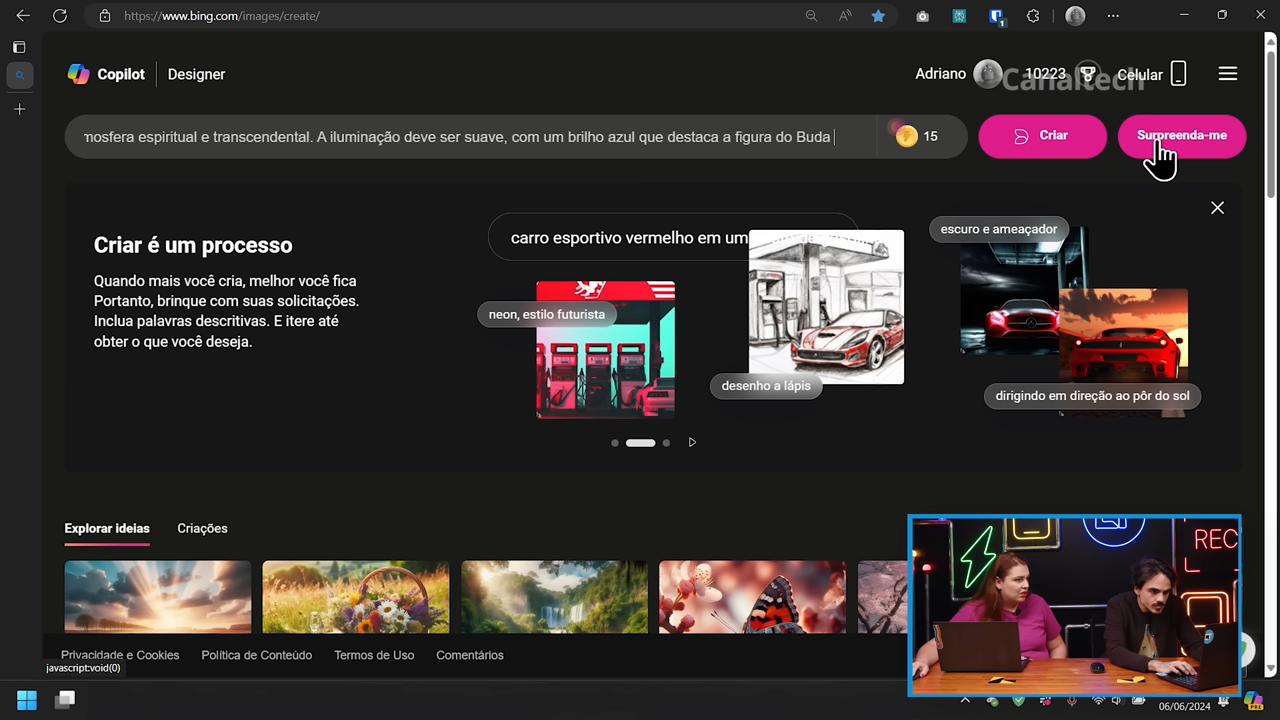 https://www.bing.com/images/create/
1
Copilot
Designer
Adriano
10223
Celular
Canaltech
mosfera espiritual e transcendental. A iluminação deve ser suave, com um brilho azul que destaca a figura do Buda
15
Criar
Surpreenda-me
Criar é um processo
Quando mais você cria, melhor você fica
Portanto, brinque com suas solicitações.
Inclua palavras descritivas. E itere até
obter o que você deseja.
carro esportivo vermelho em um
neon, estilo futurista
desenho a lápis
escuro e ameaçador
dirigindo em direção ao pôr do sol
Explorar ideias
Criações
REC
Privacidade e Cookies
Política de Conteúdo
Termos de Uso
Comentários
javascript:void(0)
06/06/2024
PRE